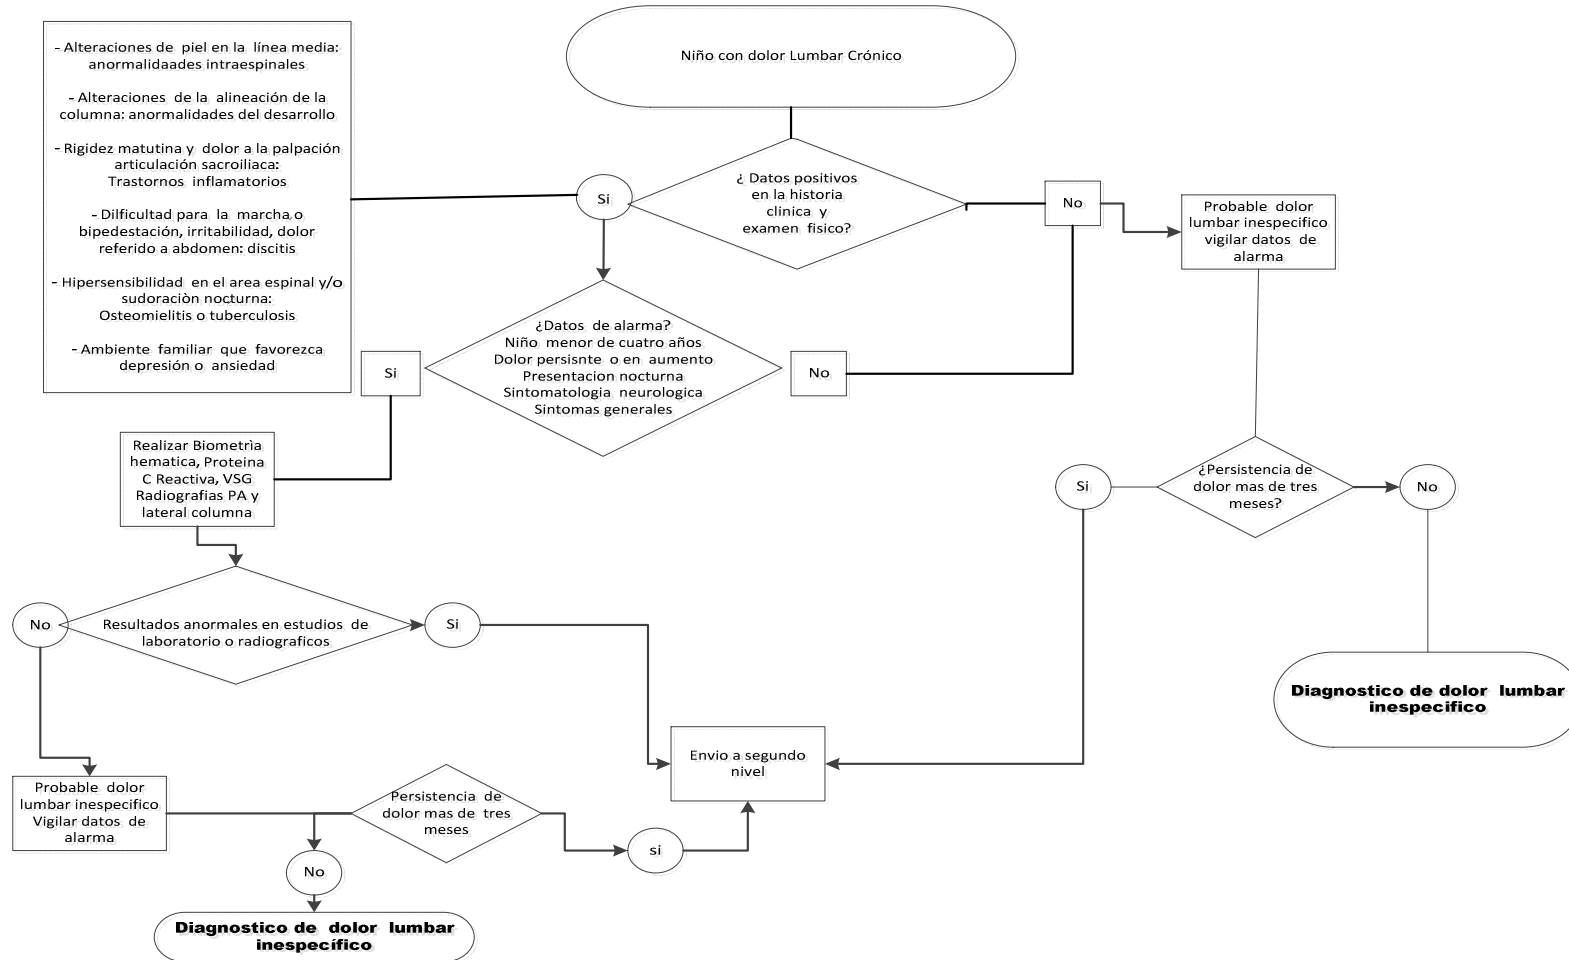 Niño con dolor Lumbar Crónico
- Alteraciones de piel en la línea media:
anormalidaades intraespinales
- Alteraciones de la alineación de la
columna: anormalidades del desarrollo
- Rigidez matutina y dolor a la palpación
articulación sacroiliaca:
Trastornos inflamatorios
- Dilficultad para la marcha,o
bipedestación, irritabilidad, dolor
referido a abdomen: discitis
- Hipersensibilidad en el area espinal y/o
sudoraciòn nocturna:
Osteomielitis o tuberculosis
- Ambiente familiar que favorezca
depresión o ansiedad
Si
¿ Datos positivos
en la historia
clinica y
examen fisico?
No
Probable dolor
lumbar inespecifico
vigilar datos de
alarma
¿Datos de alarma?
Niño menor de cuatro años
Dolor persisnte o en aumento
Presentacion nocturna
Sintomatologia neurologica
Sintomas generales
Si
No
Realizar Biometrìa
hematica, Proteina
C Reactiva, VSG
Radiografias PA y
lateral columna
Si
¿Persistencia de
dolor mas de tres
meses?
No
No
Resultados anormales en estudios de
laboratorio o radiograficos
Si
Diagnostico de dolor lumbar
inespecifico
Envio a segundo
nivel
Probable dolor
lumbar inespecifico
Vigilar datos de
alarma
Persistencia de
dolor mas de tres
meses
si
No
Diagnostico de dolor lumbar
inespecífico